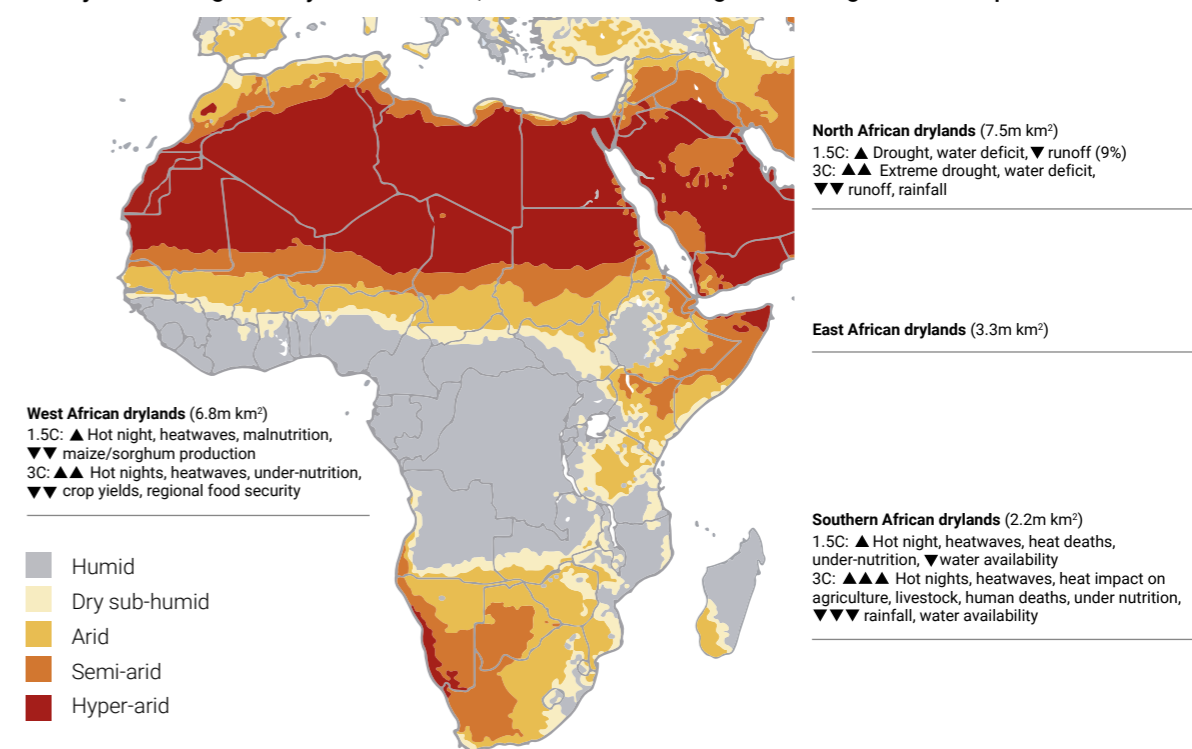 North African drylands (7.5m km²)
1.5C: ▲ Drought, water deficit, ▼ runoff (9%)
3C: ▲▲ Extreme drought, water deficit,
▼▼ runoff, rainfall
East African drylands (3.3m km²)
West African drylands (6.8m km²)
1.5C: ▲ Hot night, heatwaves, malnutrition,
▼▼ maize/sorghum production
3C: ▲▲ Hot nights, heatwaves, under-nutrition,
▼▼ crop yields, regional food security
Southern African drylands (2.2m km²)
1.5C: ▲ Hot night, heatwaves, heat deaths,
under-nutrition, ▼ water availability
3C: ▲▲▲ Hot nights, heatwaves, heat impact on
agriculture, livestock, human deaths, under nutrition,
▼▼▼ rainfall, water availability
Humid
Dry sub-humid
Arid
Semi-arid
Hyper-arid